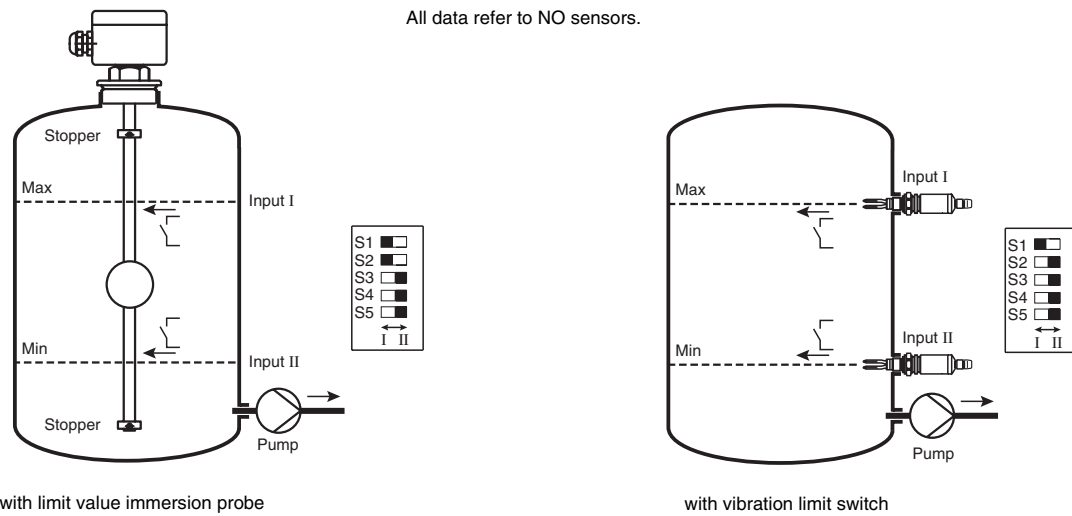 All data refer to NO sensors.
Stopper
Max
Input I
S1
S2
S3
S4
S5
I II
Min
Input II
Stopper
Pump
with limit value immersion probe
Max
Input I
S1
S2
S3
S4
S5
I II
Min
Input II
Pump
with vibration limit switch